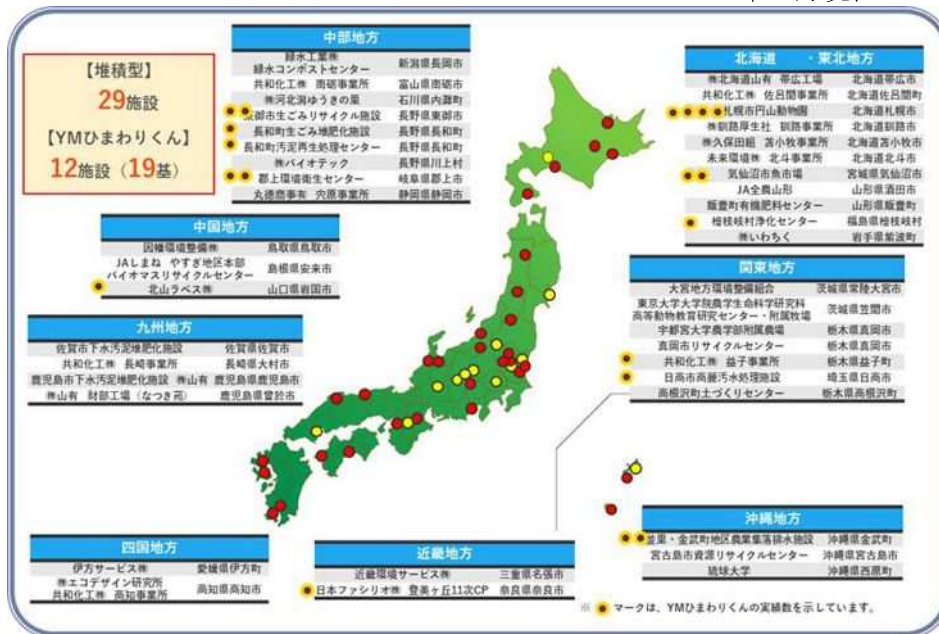 【堆積型】
29施設
【YMひまわりくん】
12施設（19基）
中部地方
緑水工業㈱
緑水コンポストセンター 新潟県長岡市
共和化工㈱ 南砺事業所 富山県南砺市
㈱河北潟ゆうきの里 石川県内灘町
東御市生ごみリサイクル施設 長野県東御市
長和町生ごみ堆肥化施設 長野県長和町
長和町汚泥再生処理センター 長野県長和町
㈱バイオテック 長野県川上村
郡上環境衛生センター 岐阜県郡上市
丸徳商事㈲ 宍原事業所 静岡県静岡市
北海道 ・東北地方
㈱北海道山有 帯広工場 北海道帯広市
共和化工㈱ 佐呂間事業所 北海道佐呂間町
札幌市円山動物園 北海道札幌市
㈱釧路厚生社 釧路事業所 北海道釧路市
㈱久保田組 苫小牧事業所 北海道苫小牧市
未来環境㈱ 北斗事業所 北海道北斗市
気仙沼市魚市場 宮城県気仙沼市
JA全農山形 山形県酒田市
飯豊町有機肥料センター 山形県飯豊町
檜枝岐村浄化センター 福島県檜枝岐村
㈱いわちく 岩手県紫波町
中国地方
因幡環境整備㈱ 鳥取県鳥取市
JAしまね やすぎ地区本部
バイオマスリサイクルセンター 島根県安来市
北山ラベス㈱ 山口県岩国市
関東地方
大宮地方環境整備組合 茨城県常陸大宮市
東京大学大学院農学生命科学研究科
高等動物教育研究センター・附属牧場 茨城県笠間市
宇都宮大学農学部附属農場 栃木県真岡市
真岡市リサイクルセンター 栃木県真岡市
共和化工㈱ 益子事業所 栃木県益子町
日高市高麗汚水処理施設 埼玉県日高市
高根沢町土づくりセンター 栃木県高根沢町
九州地方
佐賀市下水汚泥堆肥化施設 佐賀県佐賀市
共和化工㈱ 長崎事業所 長崎県大村市
鹿児島市下水汚泥堆肥化施設 ㈱山有 鹿児島県鹿児島市
㈱山有 財部工場（なつき苑） 鹿児島県曽於市
沖縄地方
並里・金武町地区農業集落排水施設 沖縄県金武町
宮古島市資源リサイクルセンター 沖縄県宮古島市
琉球大学 沖縄県西原町
四国地方
伊方サービス㈱ 愛媛県伊方町
㈱エコデザイン研究所
共和化工㈱ 高知事業所 高知県高知市
近畿地方
近畿環境サービス㈱ 三重県名張市
日本ファシリオ㈱ 登美ヶ丘11次CP 奈良県奈良市
※ マークは、YMひまわりくんの実績数を示しています。